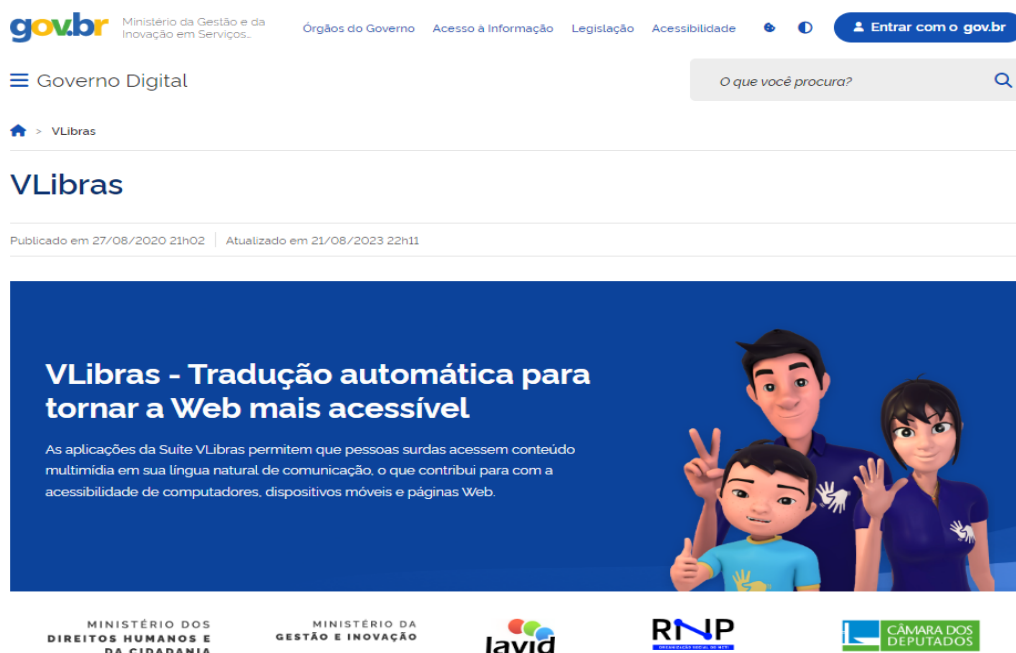 gov.br
Ministério da Gestão e da
Inovação em Serviços...
Órgãos do Governo Acesso à Informação Legislação Acessibilidade
Entrar com o gov.br
Governo Digital
O que você procura?
> VLibras
VLibras
Publicado em 27/08/2020 21h02 Atualizado em 21/08/2023 22h11
VLibras - Tradução automática para
tornar a Web mais acessível
As aplicações da Suíte VLibras permitem que pessoas surdas acessem conteúdo
multimídia em sua língua natural de comunicação, o que contribui para com a
acessibilidade de computadores, dispositivos móveis e páginas Web.
MINISTÉRIO DOS
DIREITOS HUMANOS E
DA CIDADANIA
MINISTÉRIO DA
GESTÃO E INOVAÇÃO
lavid
RNP
ORGANIZAÇÃO SOCIAL DO MCTI
CÂMARA DOS
DEPUTADOS